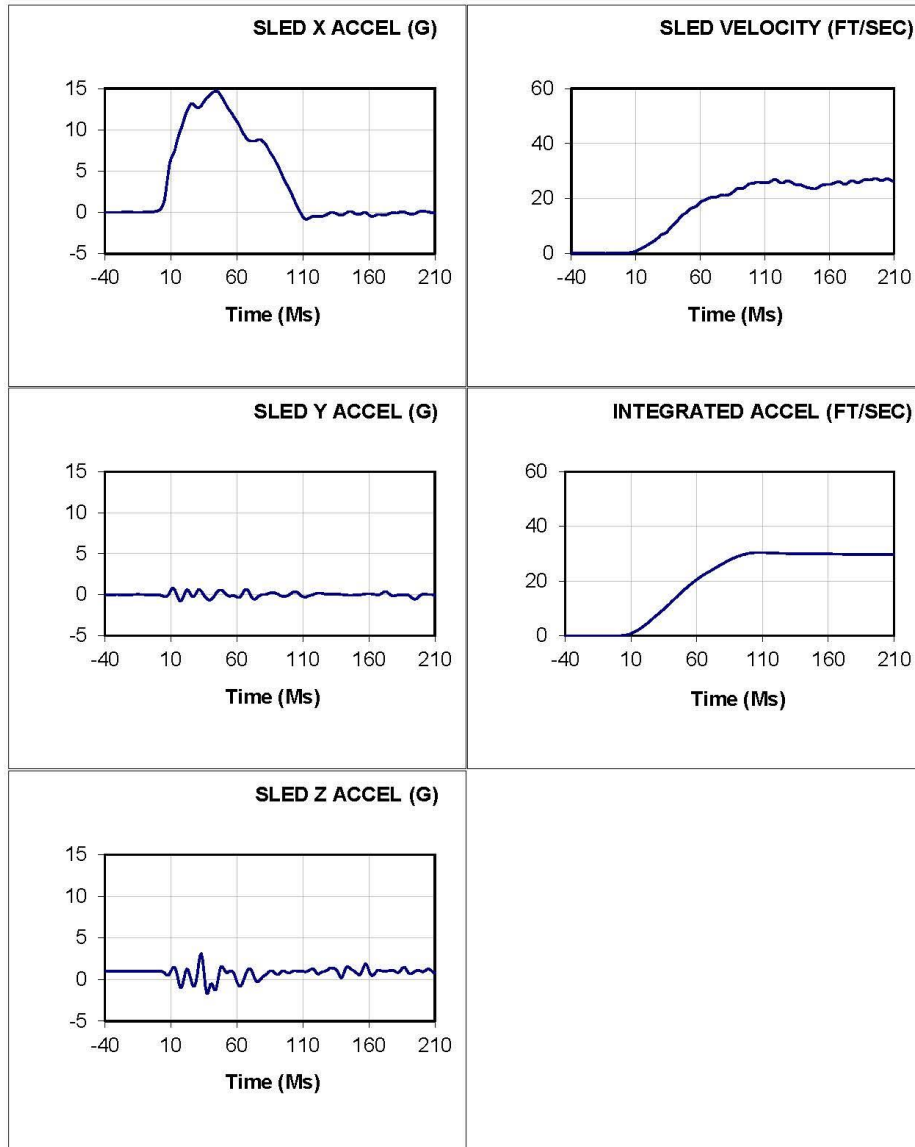 SLED X ACCEL (G)
15
10
5
0
-5
-40 10 60 110 160 210
Time (Ms)
SLED VELOCITY (FT/SEC)
60
40
20
0
-40 10 60 110 160 210
Time (Ms)
SLED Y ACCEL (G)
15
10
5
0
-5
-40 10 60 110 160 210
Time (Ms)
INTEGRATED ACCEL (FT/SEC)
60
40
20
0
-40 10 60 110 160 210
Time (Ms)
SLED Z ACCEL (G)
15
10
5
0
-5
-40 10 60 110 160 210
Time (Ms)